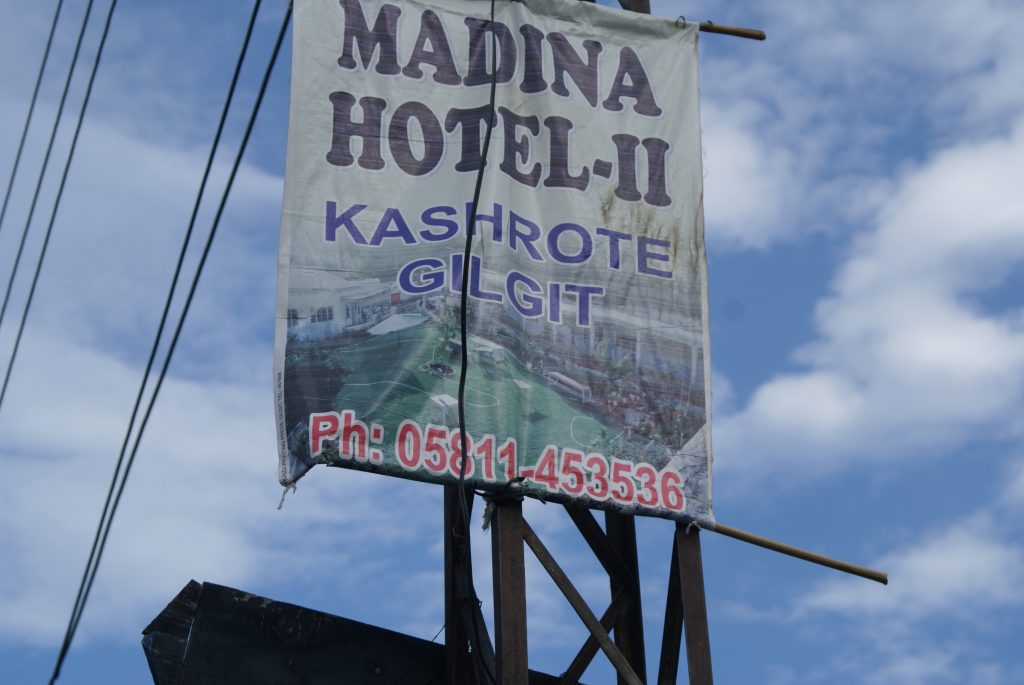 MADINA
HOTEL-II
KASHROTE
GILGIT
Ph: 05811-453536